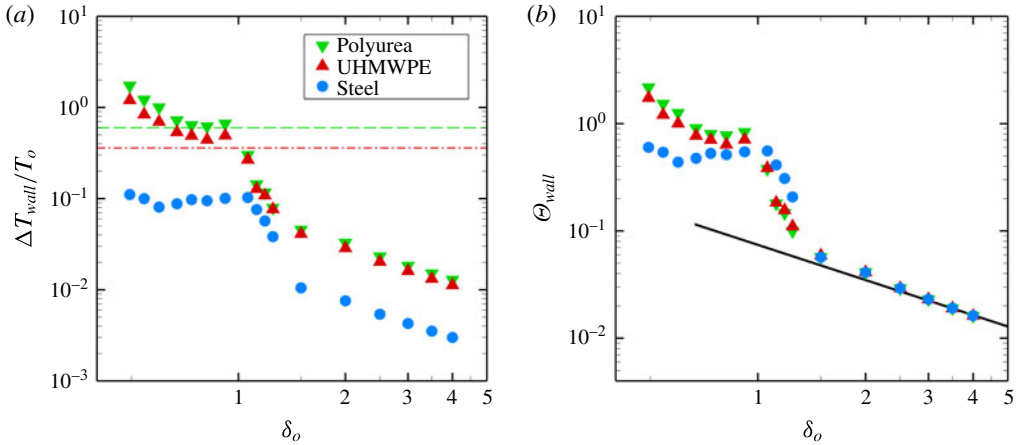 (a)
10^1
10^0
10^-1
10^-2
10^-3
ΔT_wall/T_o
Polyurea
UHMWPE
Steel
1 2 3 4 5
δ_o
(b)
10^1
10^0
10^-1
10^-2
Θ_wall
1 2 3 4 5
δ_o